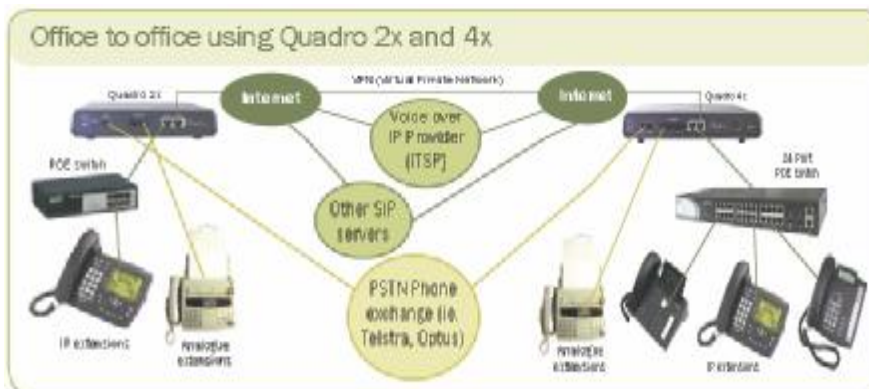 Office to office using Quadro 2x and 4x
VPN (Virtual Private Network)
Quadro 2x
Internet
Internet
Quadro 4x
Voice over
IP Provider
(ITSP)
POE switch
24 Port
POE Switch
Other SIP
servers
PSTN Phone
exchange (ie.
Telstra, Optus)
IP extensions
Analogue
extensions
Analogue
extensions
IP extensions